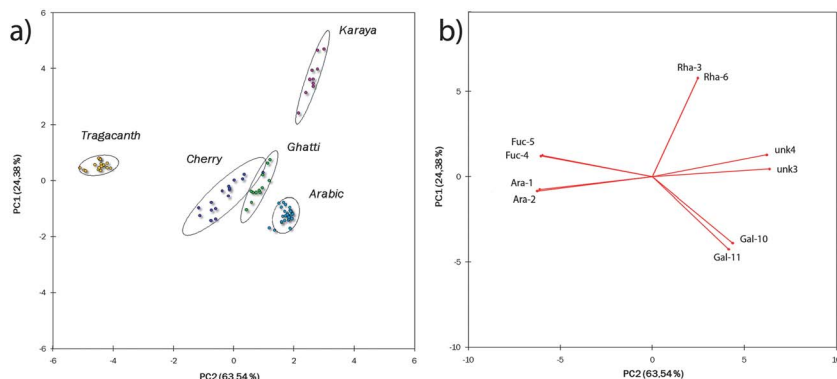 a)
6
4
2
0
-2
-4
-6
-6
-4
-2
0
2
4
PC1 (24,38%)
PC2 (63,54%)
Karaya
Tragacanth
Ghatti
Cherry
Arabic
b)
10
5
0
-5
-10
-10
-5
0
5
10
PC1 (24,38%)
PC2 (63,54%)
Rha-3
Rha-6
Fuc-5
Fuc-4
unk4
unk3
Ara-1
Ara-2
Gal-10
Gal-11